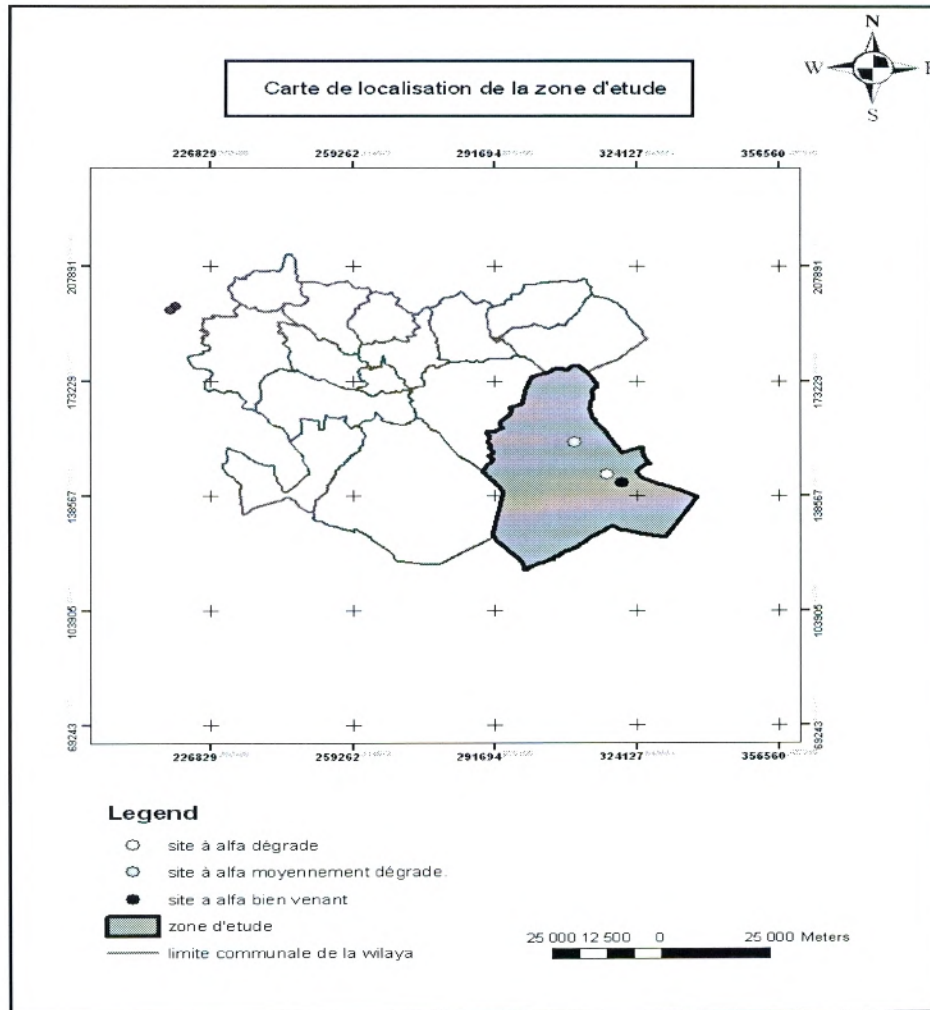 N
W E
S
Carte de localisation de la zone d'etude
226829 259262 291694 324127 356560
207891 207891
173229 173229
138567 138567
103905 103905
69243 69243
226829 259262 291694 324127 356560
Legend
site à alfa dégrade
site à alfa moyennement dégrade.
site a alfa bien venant
zone d'etude
limite communale de la wilaya
25 000 12 500 0 25 000 Meters